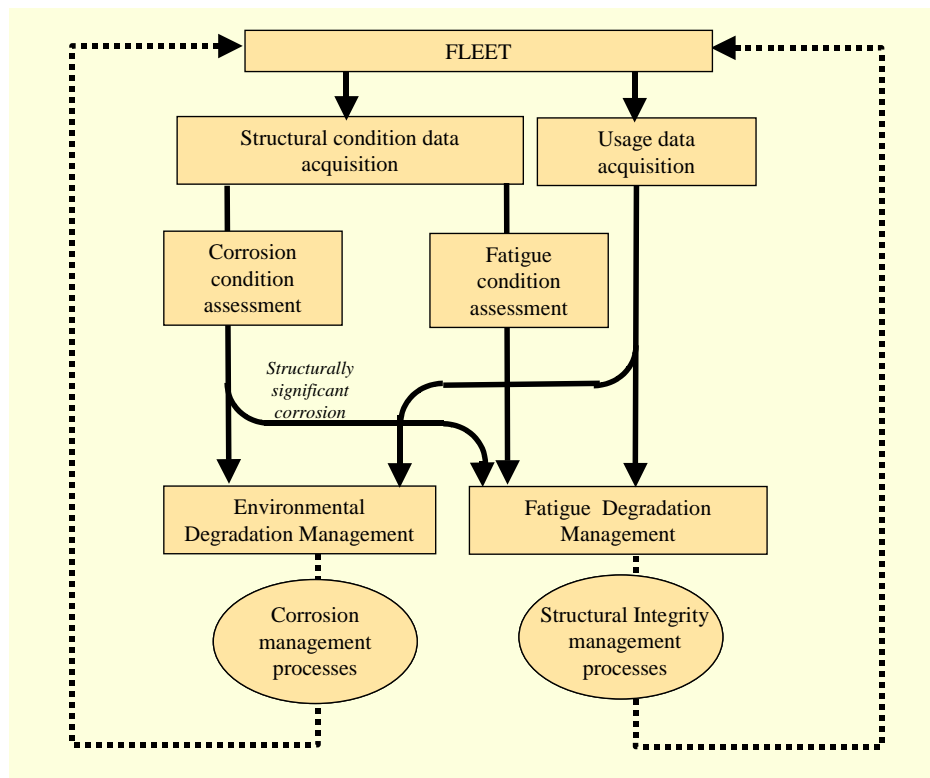 FLEET
Structural condition data
acquisition
Usage data
acquisition
Corrosion
condition
assessment
Fatigue
condition
assessment
Structurally
significant
corrosion
Environmental
Degradation Management
Fatigue Degradation
Management
Corrosion
management
processes
Structural Integrity
management
processes